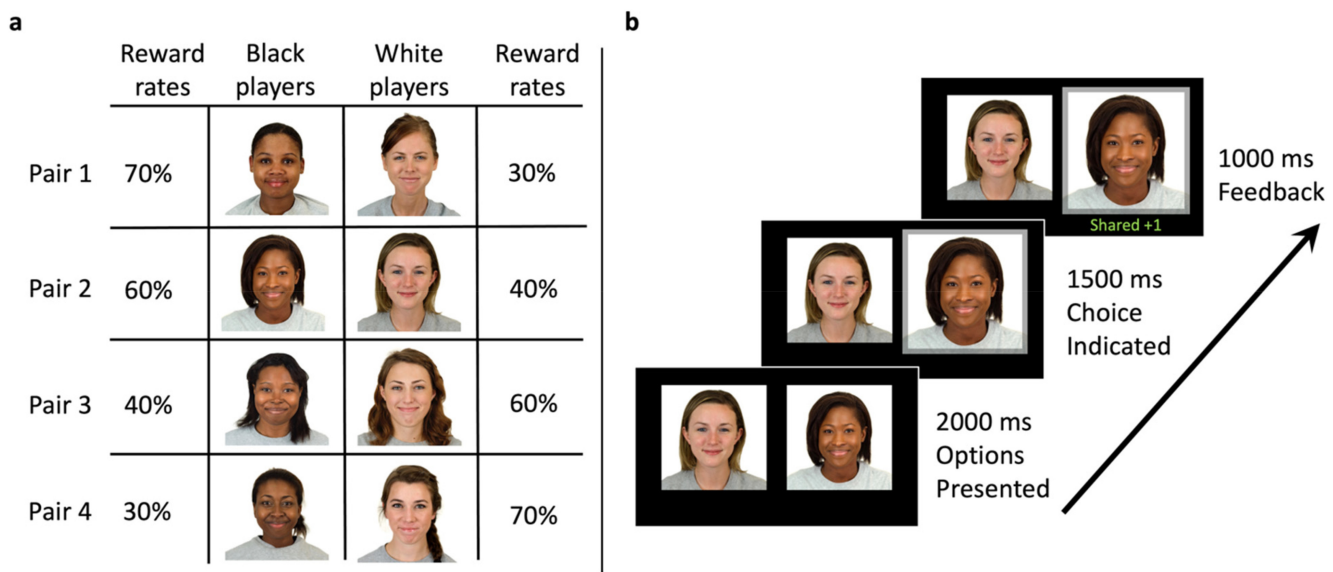 a
Reward rates
Black players
White players
Reward rates
Pair 1
70%
30%
Pair 2
60%
40%
Pair 3
40%
60%
Pair 4
30%
70%
b
1000 ms
Feedback
Shared +1
1500 ms
Choice
Indicated
2000 ms
Options
Presented